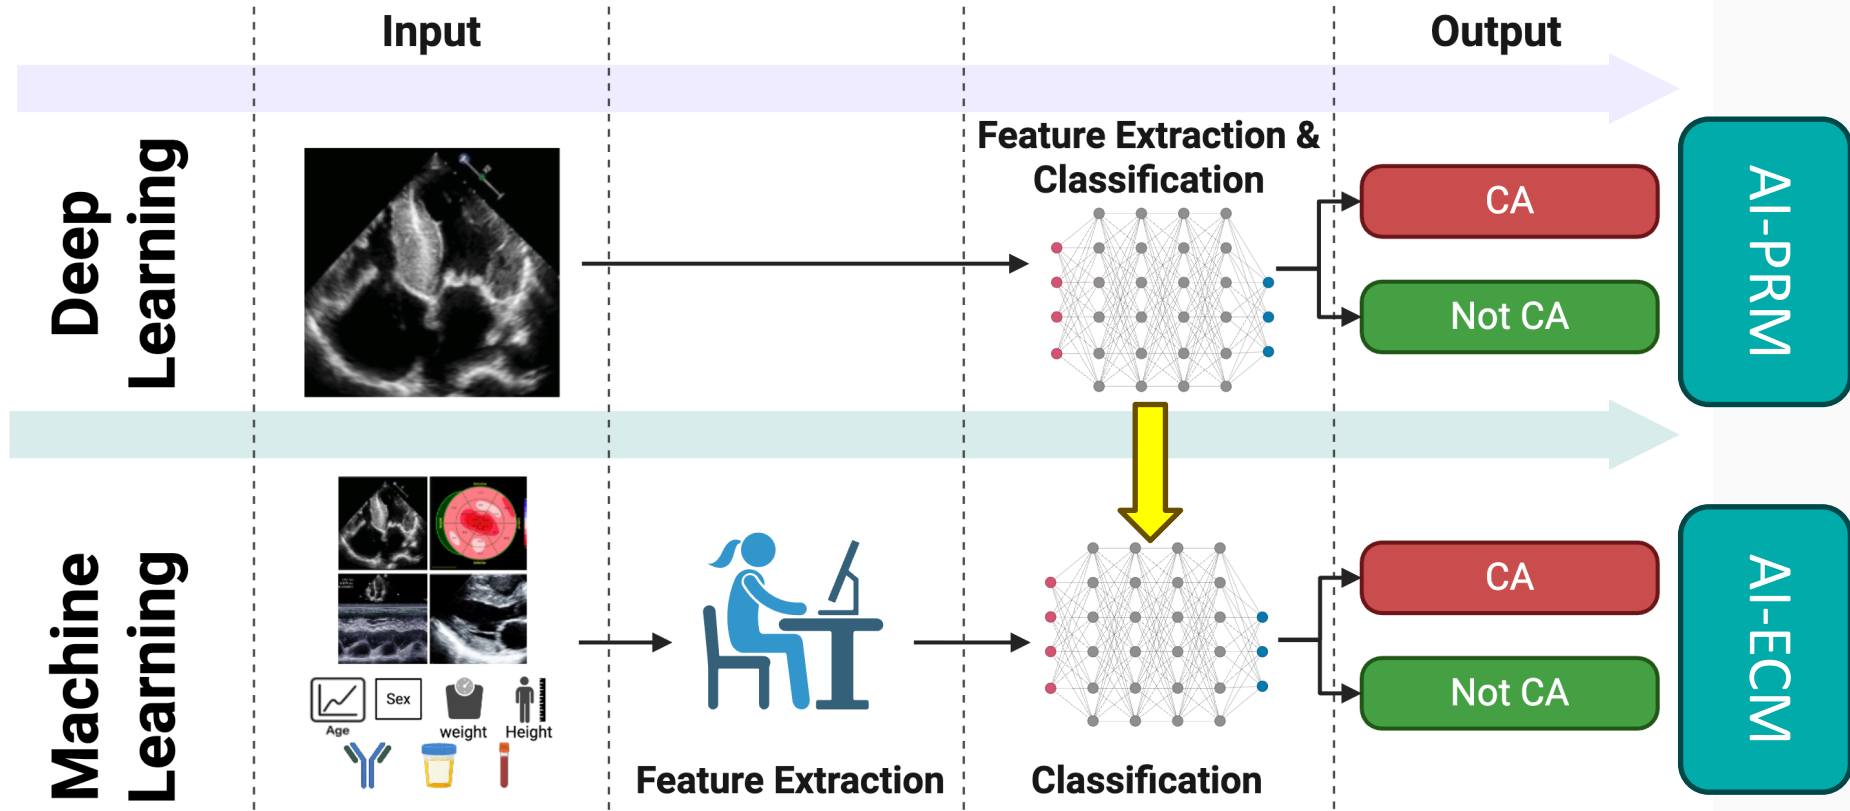 Input
Output
Deep
Learning
Feature Extraction &
Classification
CA
Not CA
AI-PRM
Machine
Learning
Age
Sex
weight
Height
Feature Extraction
Classification
CA
Not CA
AI-ECM